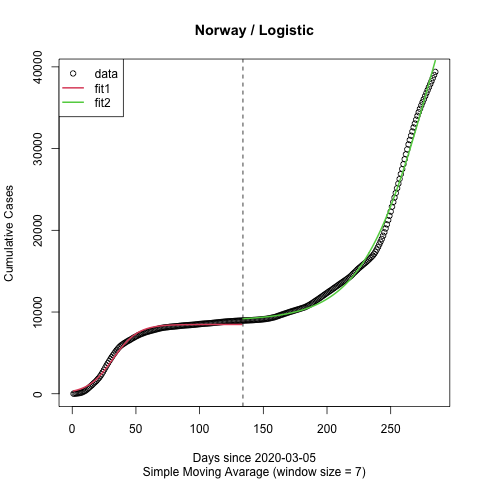 Norway / Logistic
data
fit1
fit2
Cumulative Cases
40000
30000
20000
10000
0
0 50 100 150 200 250
Days since 2020-03-05
Simple Moving Avarage (window size = 7)